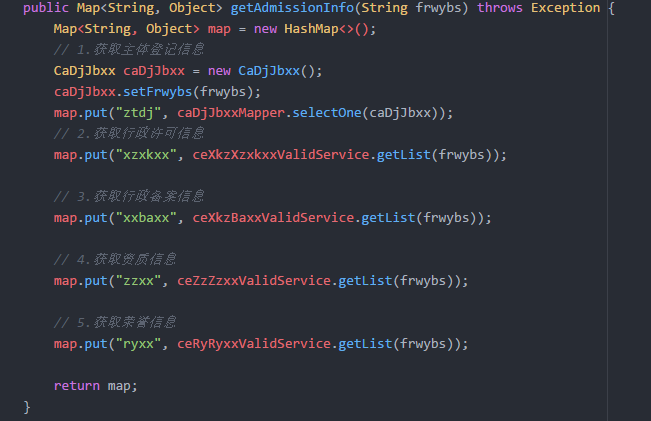 public Map<String, Object> getAdmissionInfo(String frwybs) throws Exception {
Map<String, Object> map = new HashMap<>();
// 1.获取主体登记信息
CaDjJbxx caDjJbxx = new CaDjJbxx();
caDjJbxx.setFrwybs(frwybs);
map.put("ztdj", caDjJbxxMapper.selectOne(caDjJbxx));
// 2.获取行政许可信息
map.put("xzxkxx", ceXkzXzxkxxValidService.getList(frwybs));
// 3.获取行政备案信息
map.put("xxbaxx", ceXkzBaxxValidService.getList(frwybs));
// 4.获取资质信息
map.put("zzxx", ceZzZzxxValidService.getList(frwybs));
// 5.获取荣誉信息
map.put("ryxx", ceRyRyxxValidService.getList(frwybs));
return map;
}